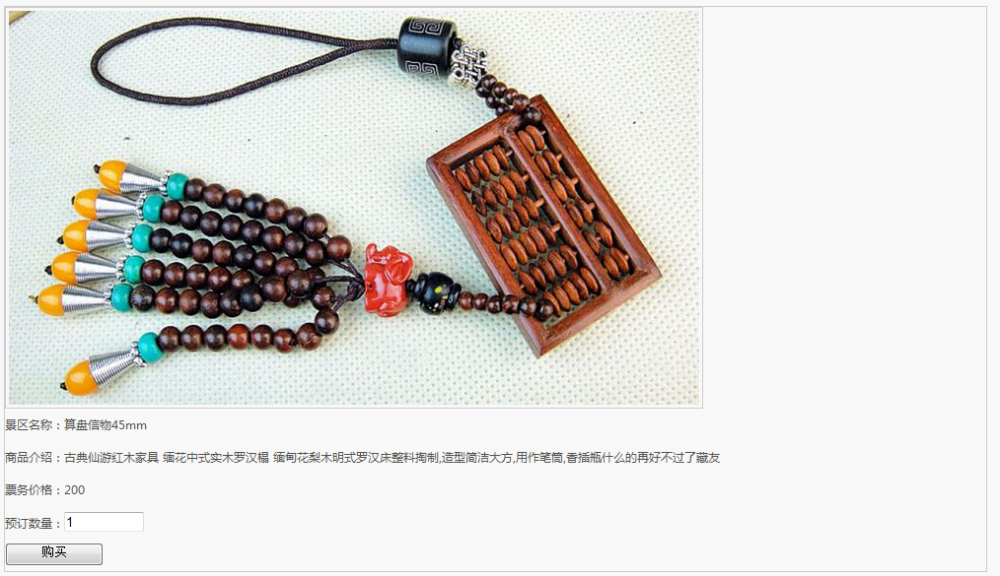 景区名称：算盘信物45mm
商品介绍：古典仙游红木家具 缅花中式实木罗汉榻 缅甸花梨木明式罗汉床整料掏制,造型简洁大方,用作笔筒,香插瓶什么的再好不过了藏友
票务价格：200
预订数量：1
购买